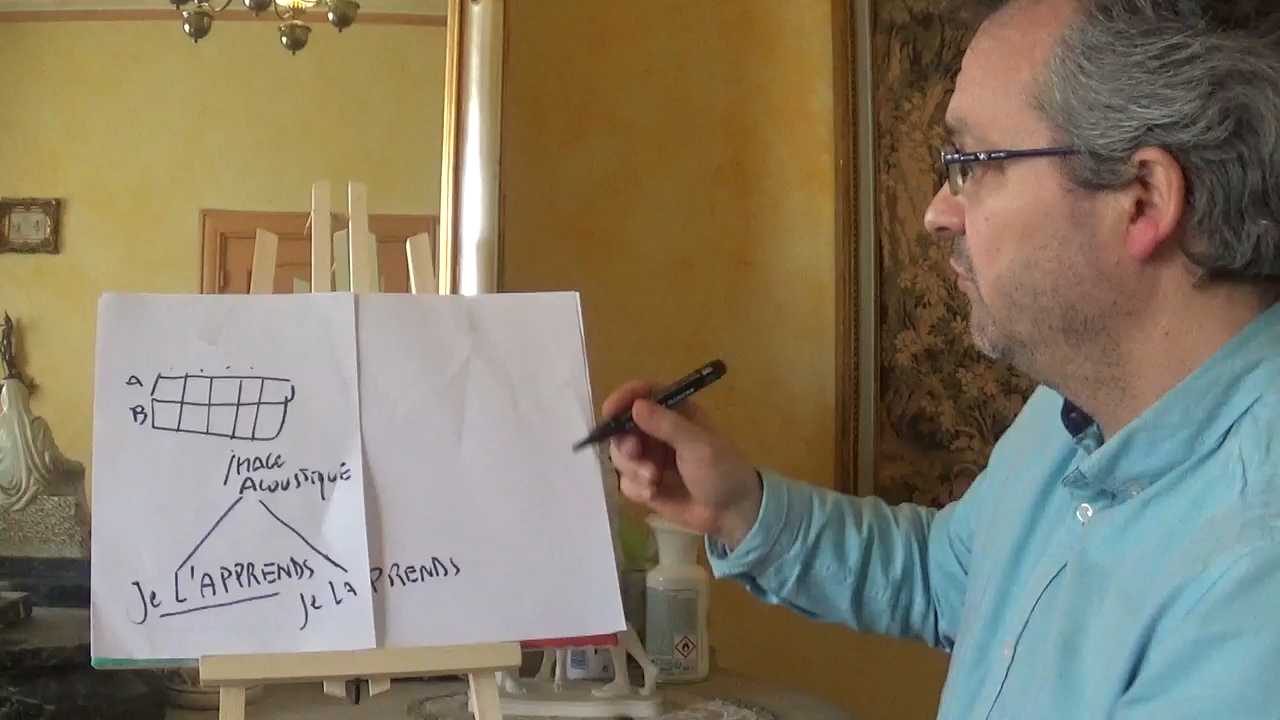 A
B
IMAGE
ACOUSTIQUE
Je L'APPRENDS
je LA PRENDS